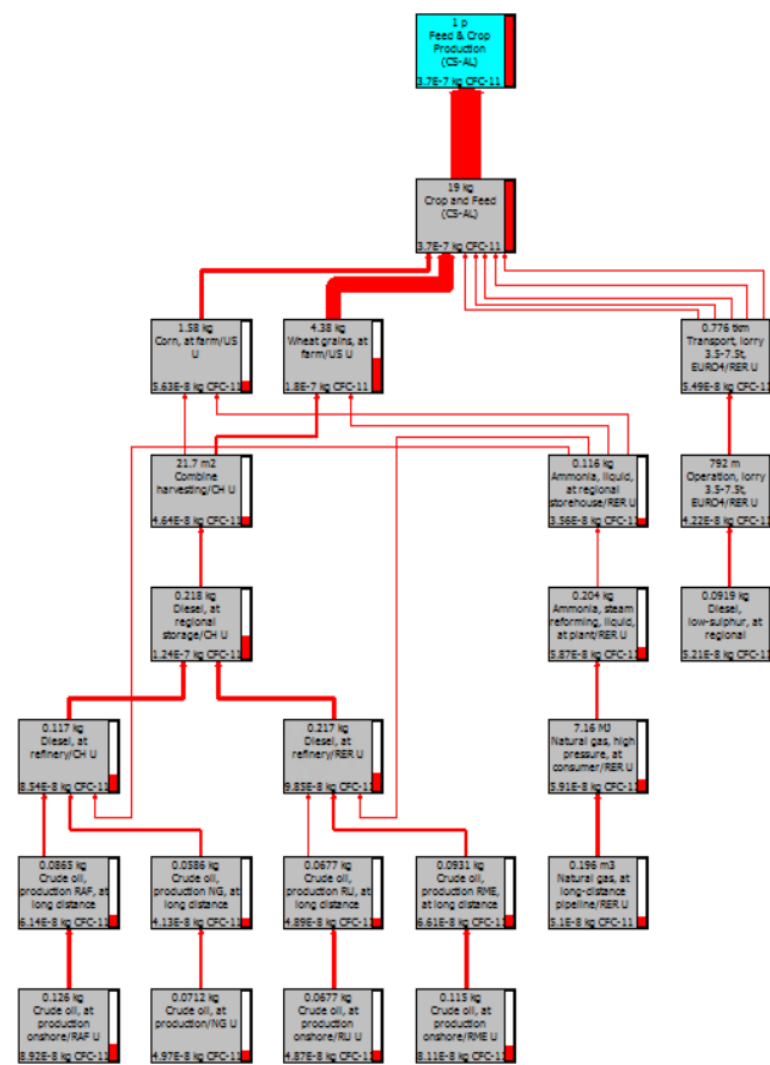 1 p
Feed & Crop
Production
(CS-AL)
3.7E-7 kg CFC-11
19 kg
Crop and Feed
(CS-AL)
3.7E-7 kg CFC-11
1.58 kg
Corn, at farm/US
U
5.63E-8 kg CFC-11
4.38 kg
Wheat grains, at
farm/US U
1.8E-7 kg CFC-11
0.776 tkm
Transport, lorry
3.5-7.5t,
EURO4/RER U
5.49E-8 kg CFC-11
21.7 m2
Combine
harvesting/CH U
4.64E-8 kg CFC-11
0.116 kg
Ammonia, liquid,
at regional
storehouse/RER U
3.56E-8 kg CFC-11
792 m
Operation, lorry
3.5-7.5t,
EURO4/RER U
4.22E-8 kg CFC-11
0.218 kg
Diesel, at
regional
storage/CH U
1.24E-7 kg CFC-11
0.204 kg
Ammonia, steam
reforming, liquid,
at plant/RER U
5.87E-8 kg CFC-11
0.0919 kg
Diesel,
low-sulphur, at
regional
5.21E-8 kg CFC-11
0.117 kg
Diesel, at
refinery/CH U
8.54E-8 kg CFC-11
0.217 kg
Diesel, at
refinery/RER U
9.85E-8 kg CFC-11
7.16 MJ
Natural gas, high
pressure, at
consumer/RER U
5.91E-8 kg CFC-11
0.0865 kg
Crude oil,
production RAF, at
long distance
6.14E-8 kg CFC-11
0.0586 kg
Crude oil,
production NG, at
long distance
4.13E-8 kg CFC-11
0.0677 kg
Crude oil,
production RU, at
long distance
4.89E-8 kg CFC-11
0.0931 kg
Crude oil,
production RME,
at long distance
6.61E-8 kg CFC-11
0.196 m3
Natural gas, at
long-distance
pipeline/RER U
5.1E-8 kg CFC-11
0.126 kg
Crude oil, at
production
onshore/RAF U
8.92E-8 kg CFC-11
0.0712 kg
Crude oil, at
production/NG U
4.97E-8 kg CFC-11
0.0677 kg
Crude oil, at
production
onshore/RU U
4.87E-8 kg CFC-11
0.115 kg
Crude oil, at
production
onshore/RME U
8.11E-8 kg CFC-11